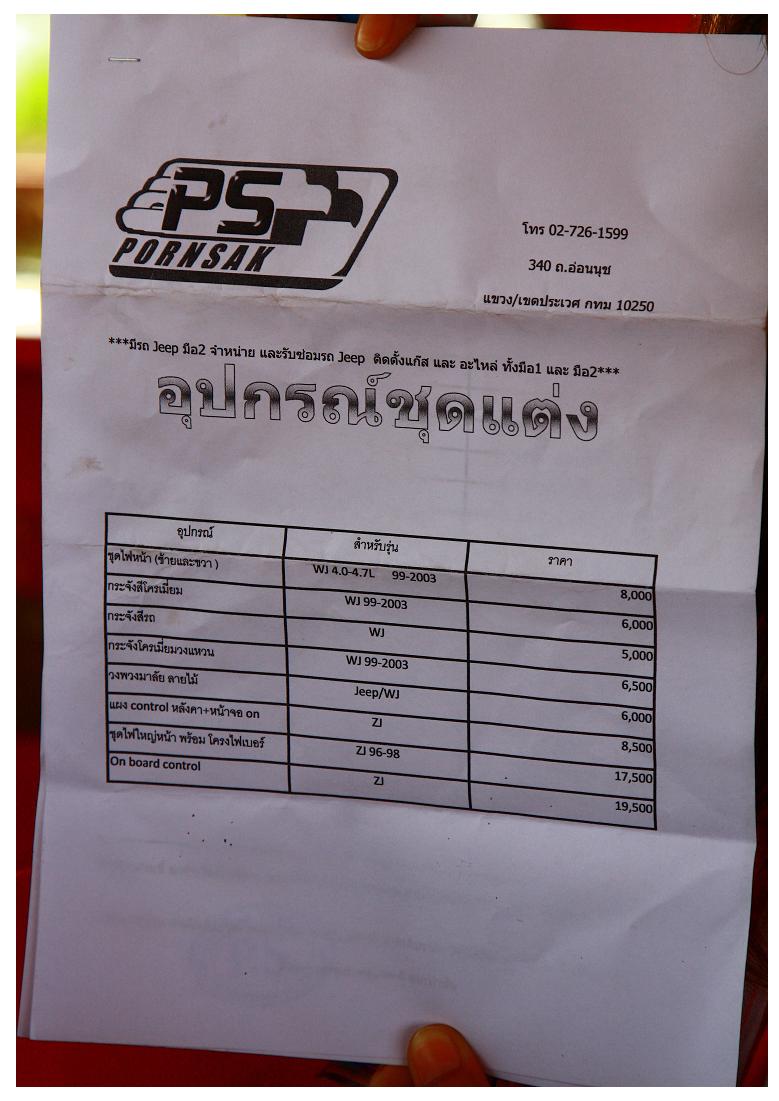 PS
PORNSAK
โทร 02-726-1599
340 ถ.อ่อนนุช
แขวง/เขตประเวศ กทม 10250
***มีรถ Jeep มือ2 จำหน่าย และรับซ่อมรถ Jeep ติดตั้งแก๊ส และ อะไหล่ ทั้งมือ1 และ มือ2***
อุปกรณ์ชุดแต่ง
อุปกรณ์ สำหรับรุ่น ราคา
ชุดไฟหน้า (ซ้ายและขวา ) WJ 4.0-4.7L 99-2003 8,000
กระจังสีโครเมี่ยม WJ 99-2003 6,000
กระจังสีรถ WJ 5,000
กระจังโครเมี่ยมวงแหวน WJ 99-2003 6,500
วงพวงมาลัย ลายไม้ Jeep/WJ 6,000
แผง control หลังคา+หน้าจอ on ZJ 8,500
ชุดไฟใหญ่หน้า พร้อม โครงไฟเบอร์ ZJ 96-98 17,500
On board control ZJ 19,500